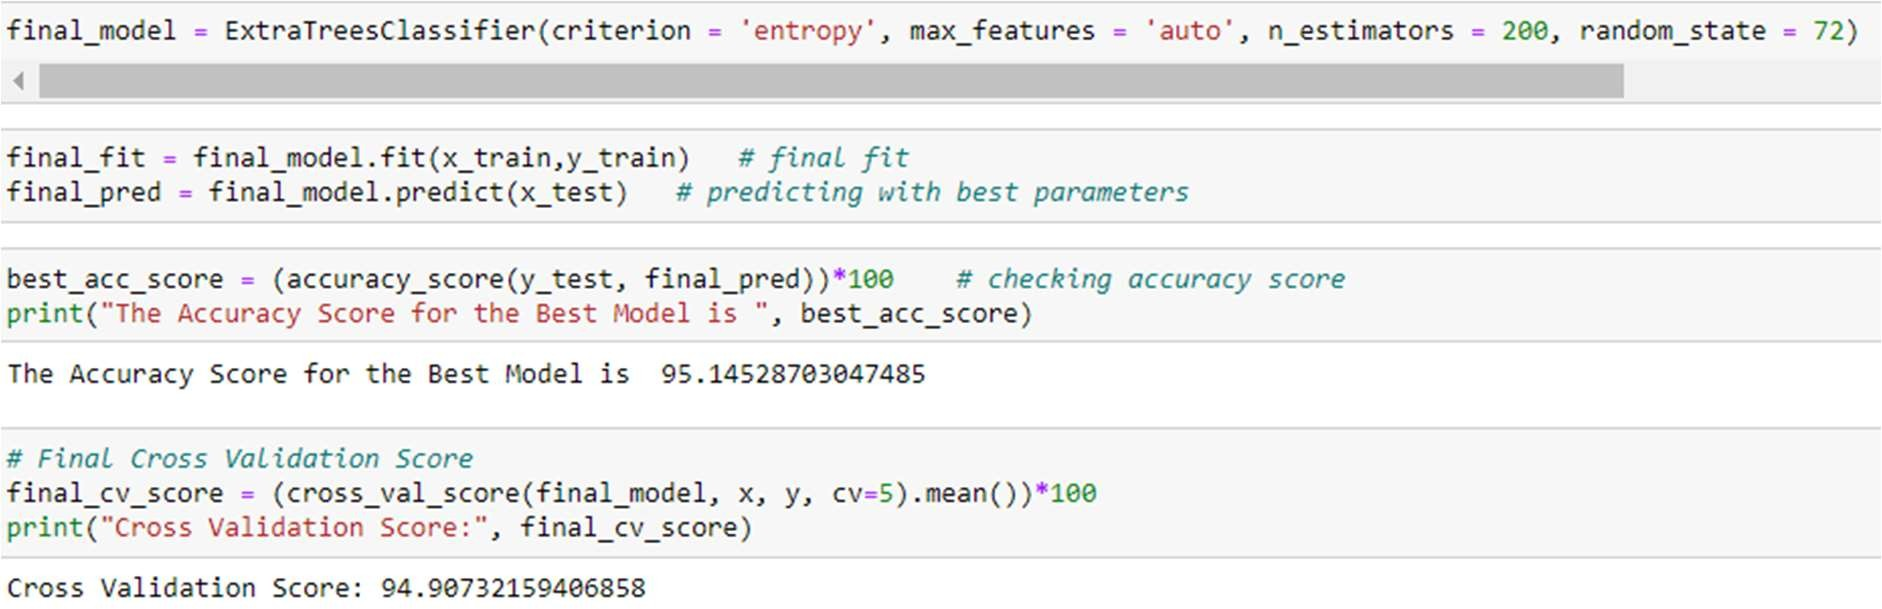 final_model = ExtraTreesClassifier(criterion = 'entropy', max_features = 'auto', n_estimators = 200, random_state = 72)
final_fit = final_model.fit(x_train,y_train)   # final fit
final_pred = final_model.predict(x_test)   # predicting with best parameters
best_acc_score = (accuracy_score(y_test, final_pred))*100    # checking accuracy score
print("The Accuracy Score for the Best Model is ", best_acc_score)
The Accuracy Score for the Best Model is  95.14528703047485
# Final Cross Validation Score
final_cv_score = (cross_val_score(final_model, x, y, cv=5).mean())*100
print("Cross Validation Score:", final_cv_score)
Cross Validation Score: 94.90732159406858